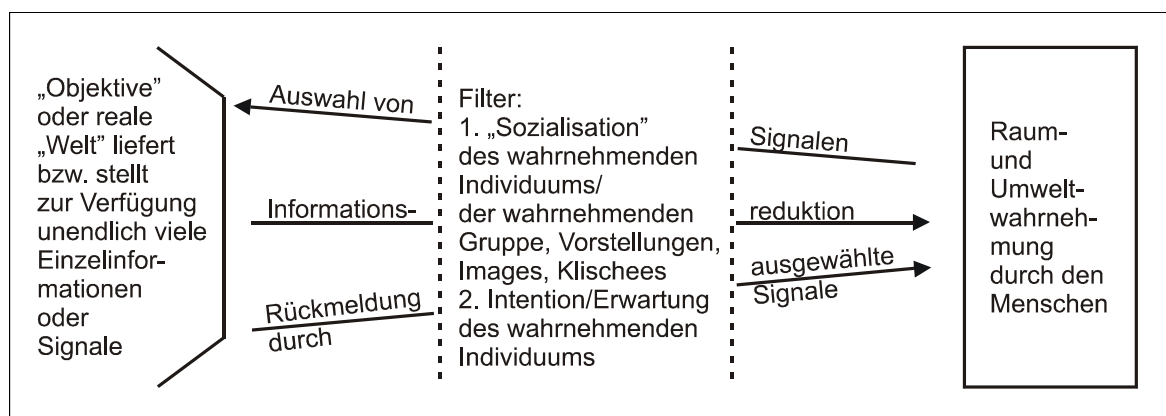 „Objektive”
oder reale
„Welt” liefert
bzw. stellt
zur Verfügung
unendlich viele
Einzelinfor-
mationen
oder
Signale
Auswahl von
Informations-
Rückmeldung
durch
Filter:
1. „Sozialisation”
des wahrnehmenden
Individuums/
der wahrnehmenden
Gruppe, Vorstellungen,
Images, Klischees
2. Intention/Erwartung
des wahrnehmenden
Individuums
Signalen
reduktion
ausgewählte
Signale
Raum-
und
Umwelt-
wahrneh-
mung
durch den
Menschen